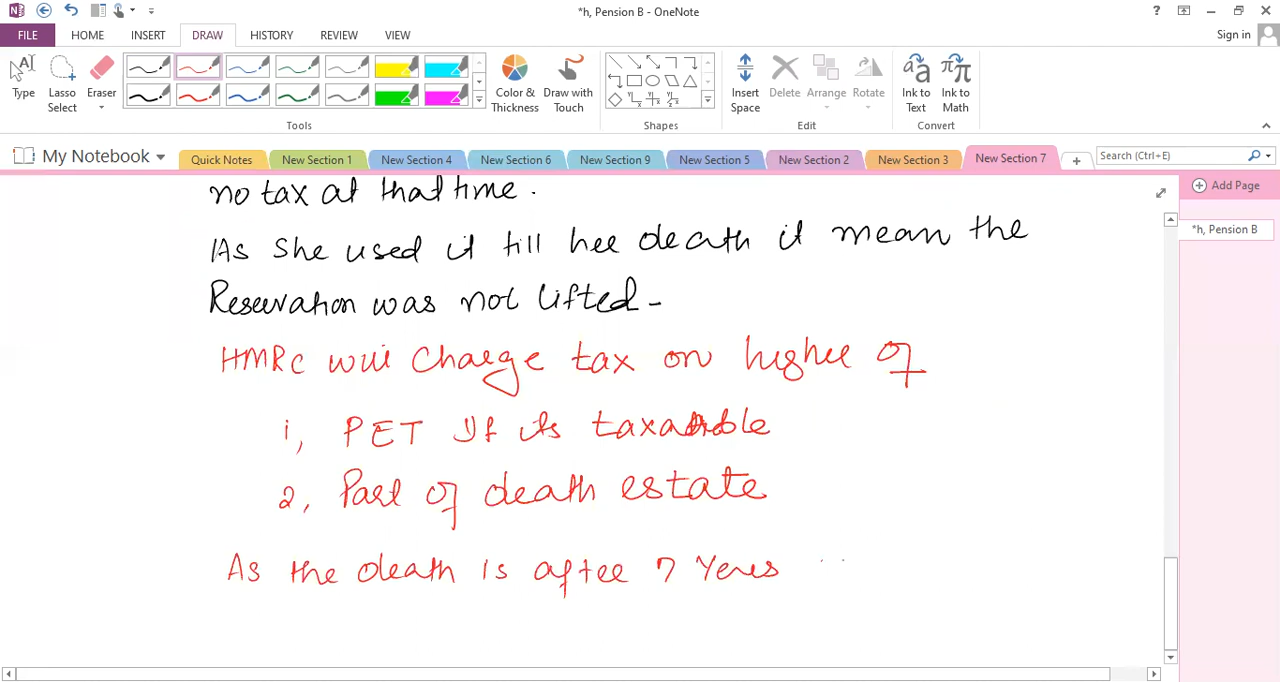 *h, Pension B - OneNote
?
FILE HOME INSERT DRAW HISTORY REVIEW VIEW
Sign in
Type
Lasso Select
Eraser
Color & Thickness
Draw with Touch
Insert Space
Delete
Arrange
Rotate
Ink to Text
Ink to Math
Tools
Shapes
Edit
Convert
My Notebook
Quick Notes New Section 1 New Section 4 New Section 6 New Section 9 New Section 5 New Section 2 New Section 3 New Section 7
Search (Ctrl+E)
Add Page
*h, Pension B
no tax at that time.
As She used it till her death it mean the
Reservation was not lifted-
HMRC will Charge tax on higher of
1, PET If its taxable
2, Part of death estate
As the death is after 7 Years